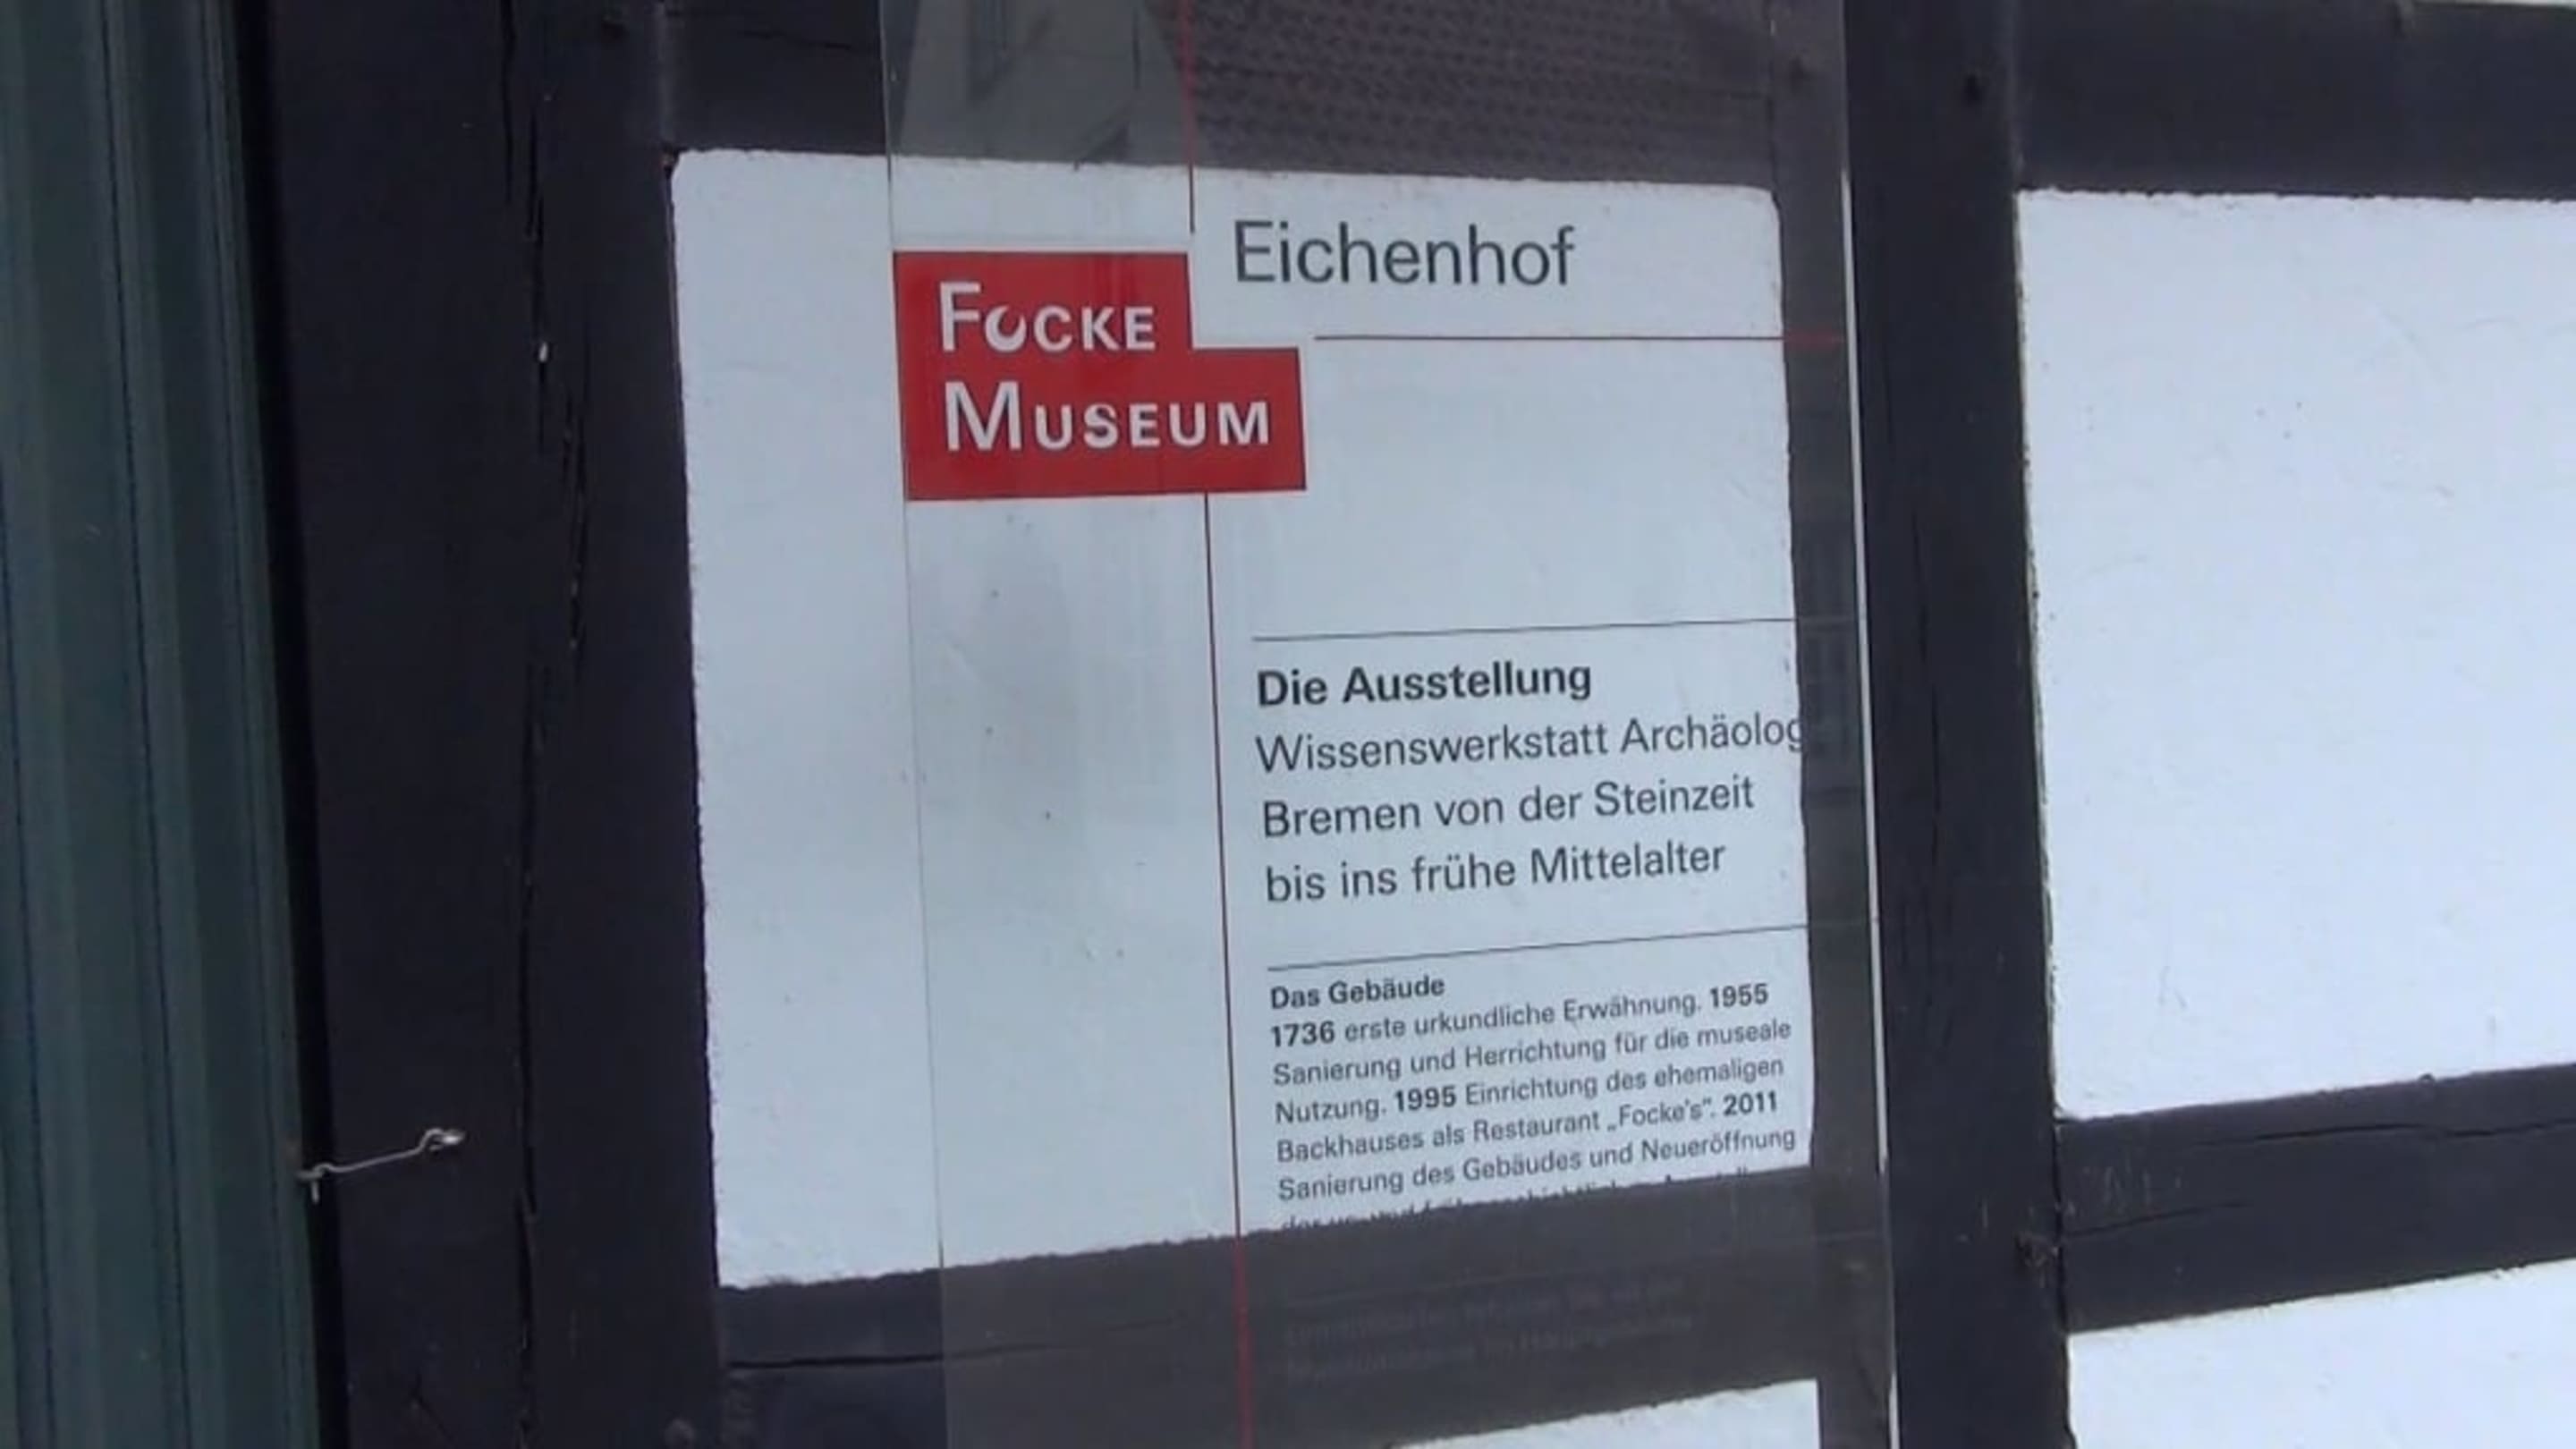 Eichenhof
FOCKE
MUSEUM
Die Ausstellung
Wissenswerkstatt Archäolog
Bremen von der Steinzeit
bis ins frühe Mittelalter
Das Gebäude
1736 erste urkundliche Erwähnung. 1955
Sanierung und Herrichtung für die museale
Nutzung. 1995 Einrichtung des ehemaligen
Backhauses als Restaurant „Focke's“. 2011
Sanierung des Gebäudes und Neueröffnung